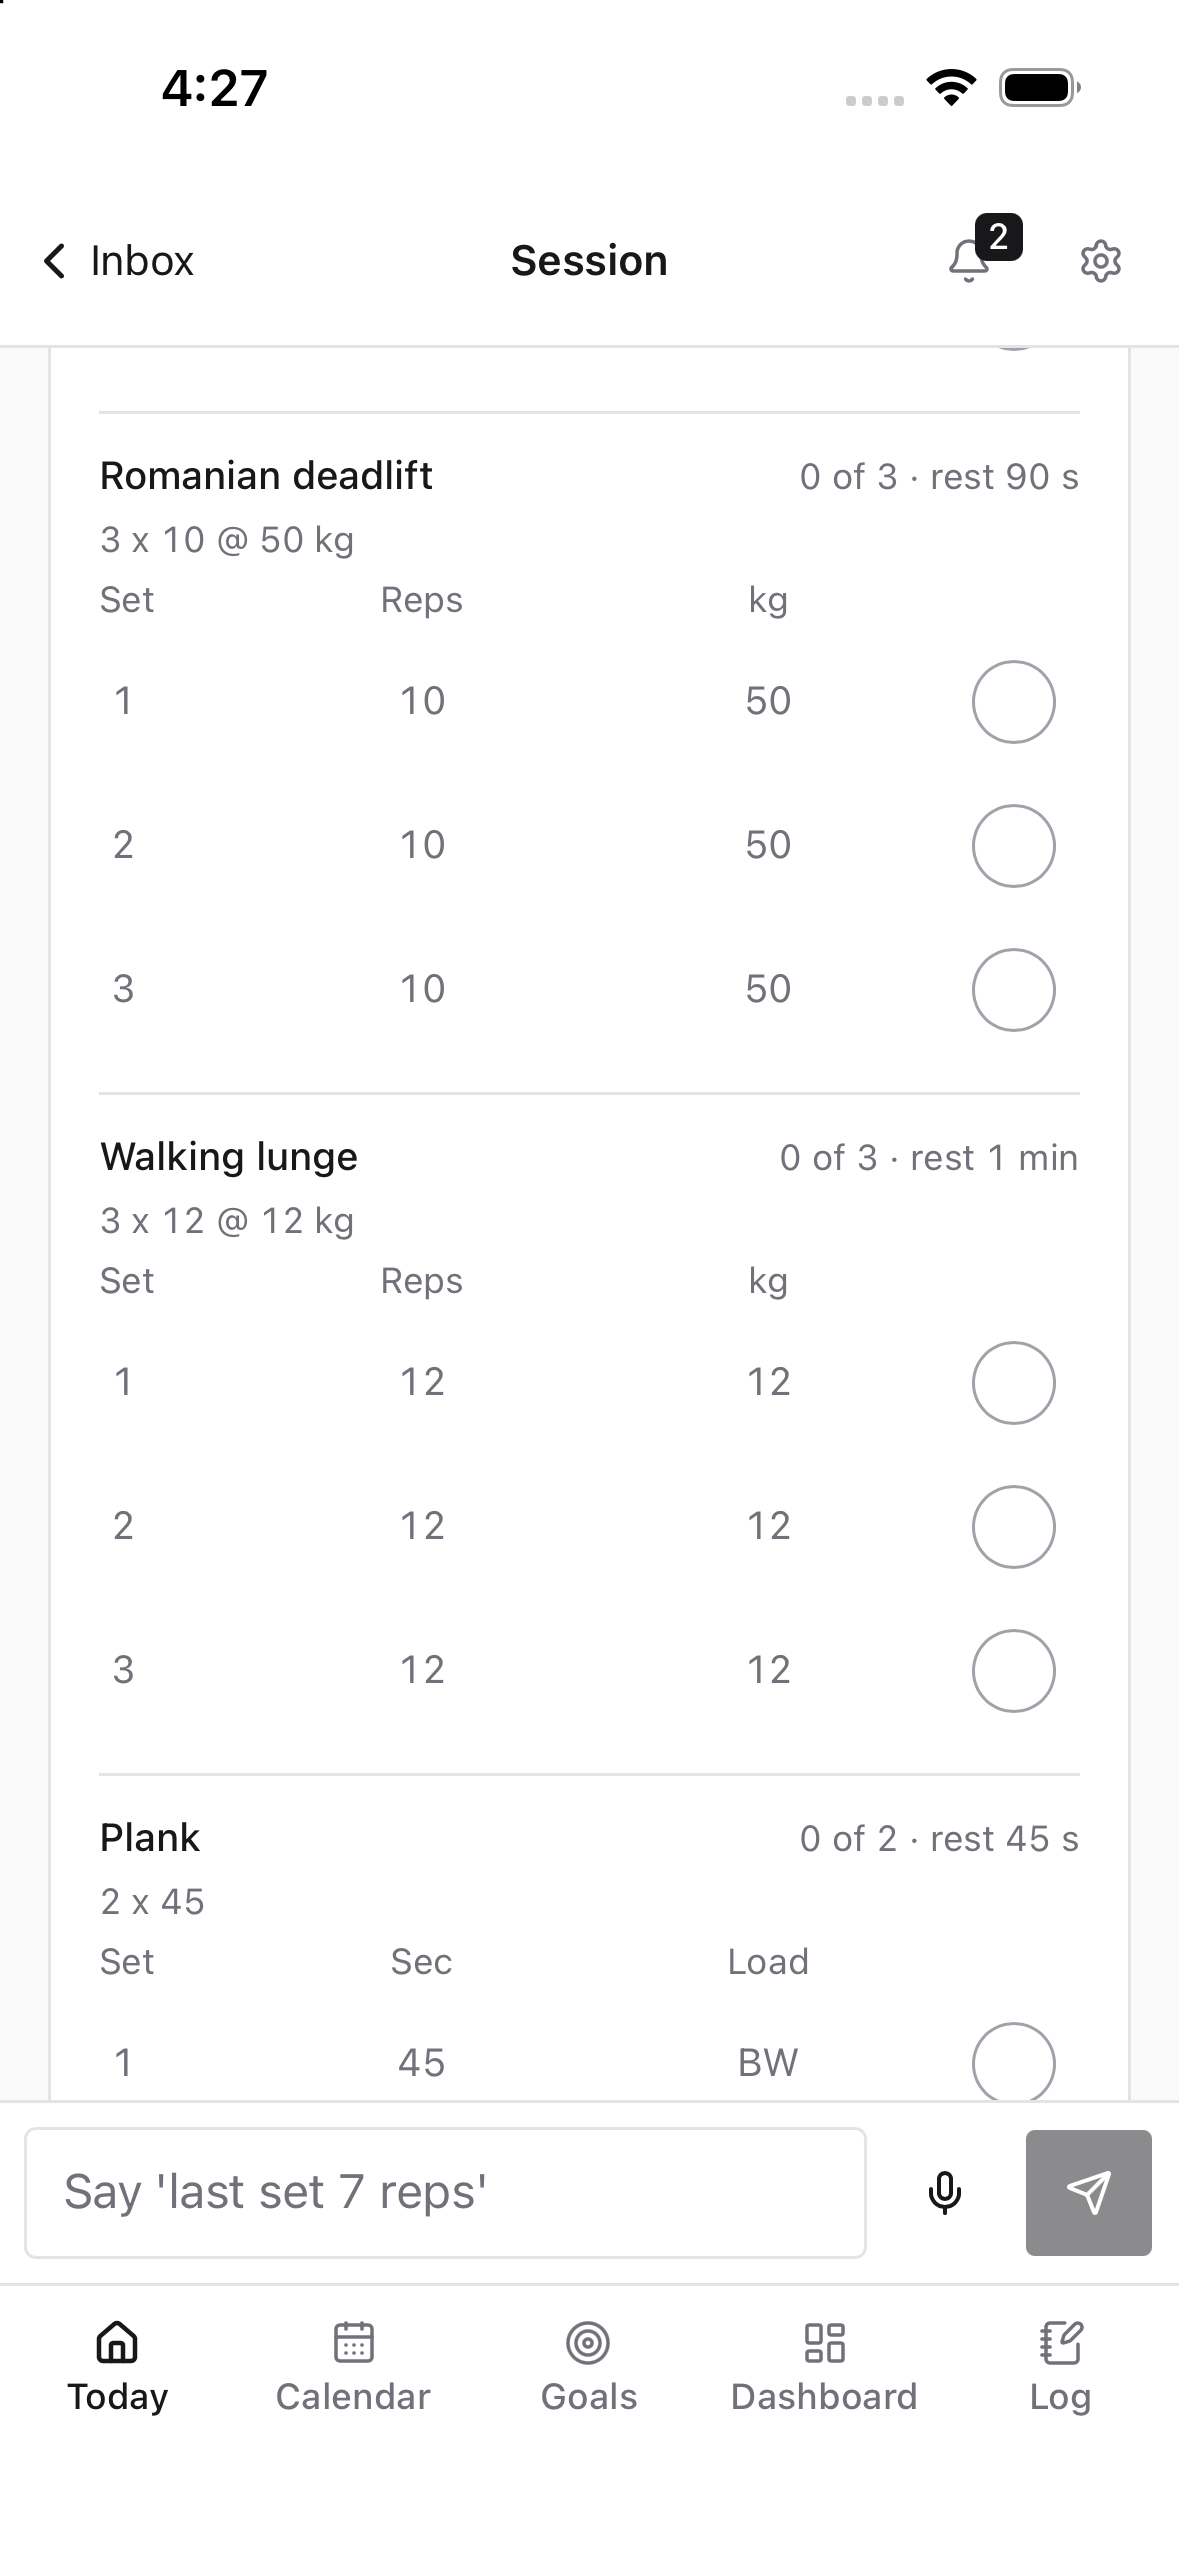 4:27
Inbox
Session
2
Romanian deadlift
0 of 3 · rest 90 s
3 x 10 @ 50 kg
Set Reps kg
1 10 50
2 10 50
3 10 50
Walking lunge
0 of 3 · rest 1 min
3 x 12 @ 12 kg
Set Reps kg
1 12 12
2 12 12
3 12 12
Plank
0 of 2 · rest 45 s
2 x 45
Set Sec Load
1 45 BW
Say 'last set 7 reps'
Today Calendar Goals Dashboard Log